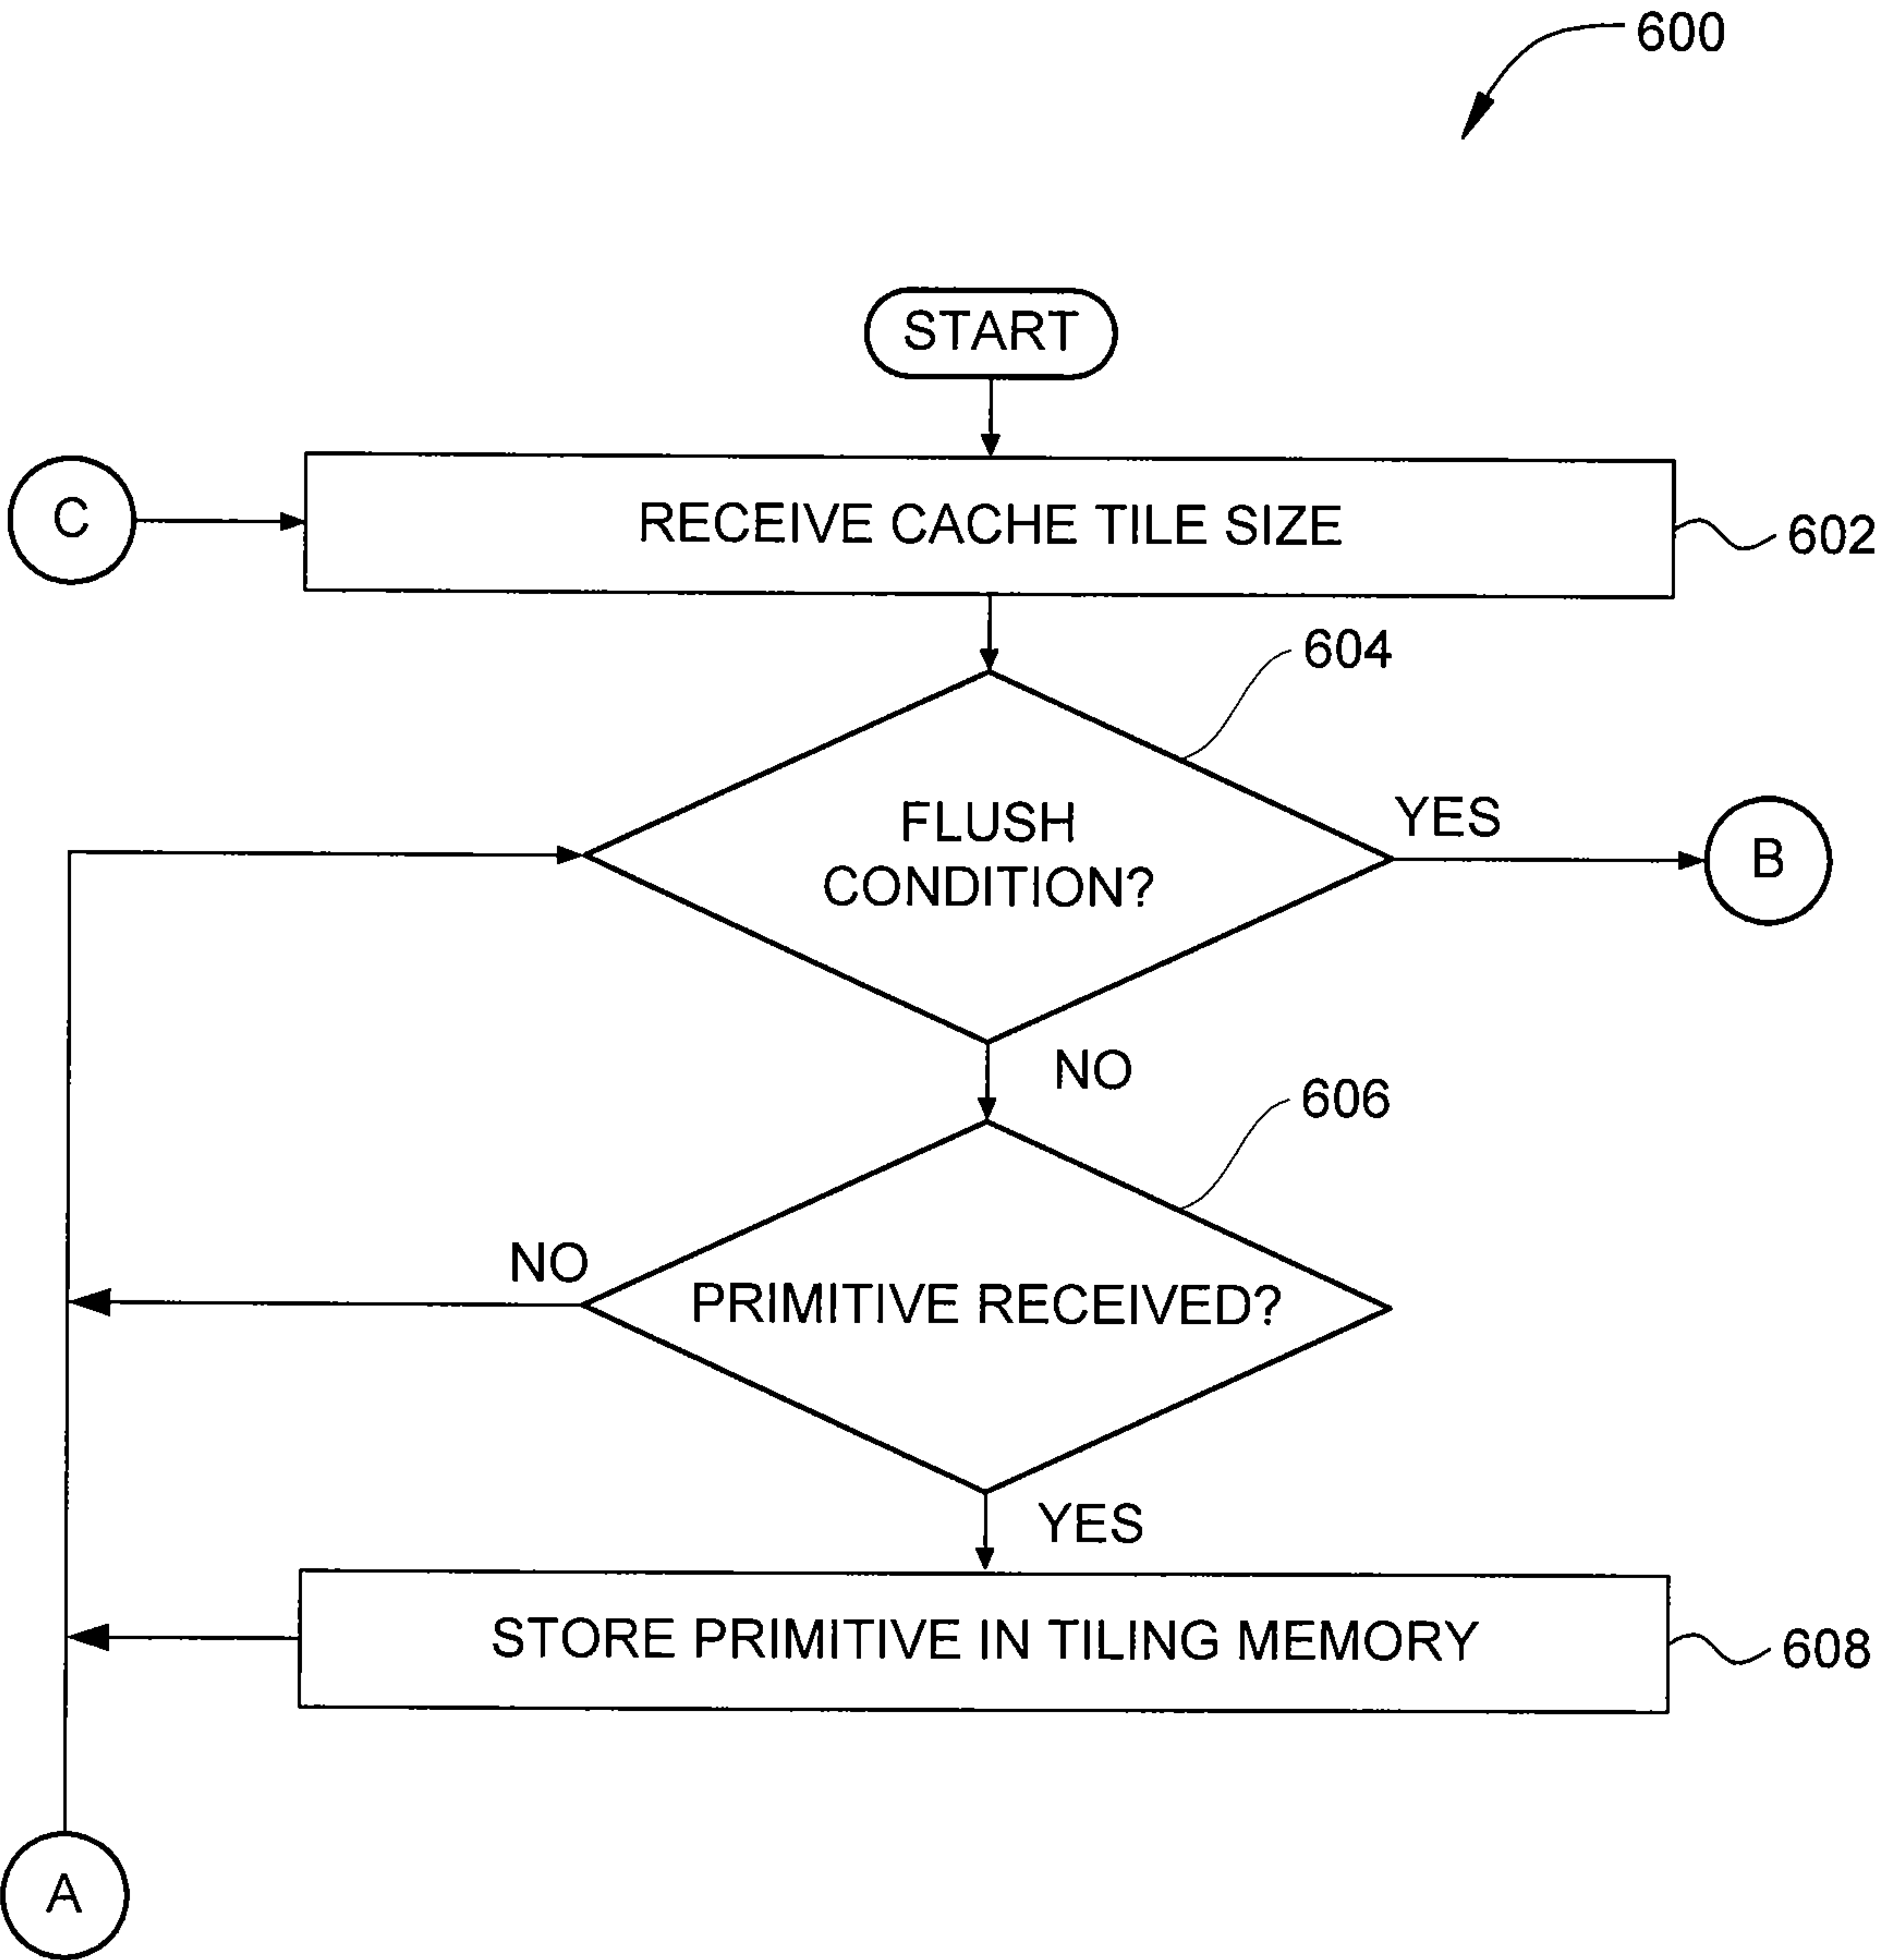 600
START
C
RECEIVE CACHE TILE SIZE
602
604
FLUSH
CONDITION?
YES
B
NO
606
NO
PRIMITIVE RECEIVED?
YES
STORE PRIMITIVE IN TILING MEMORY
608
A